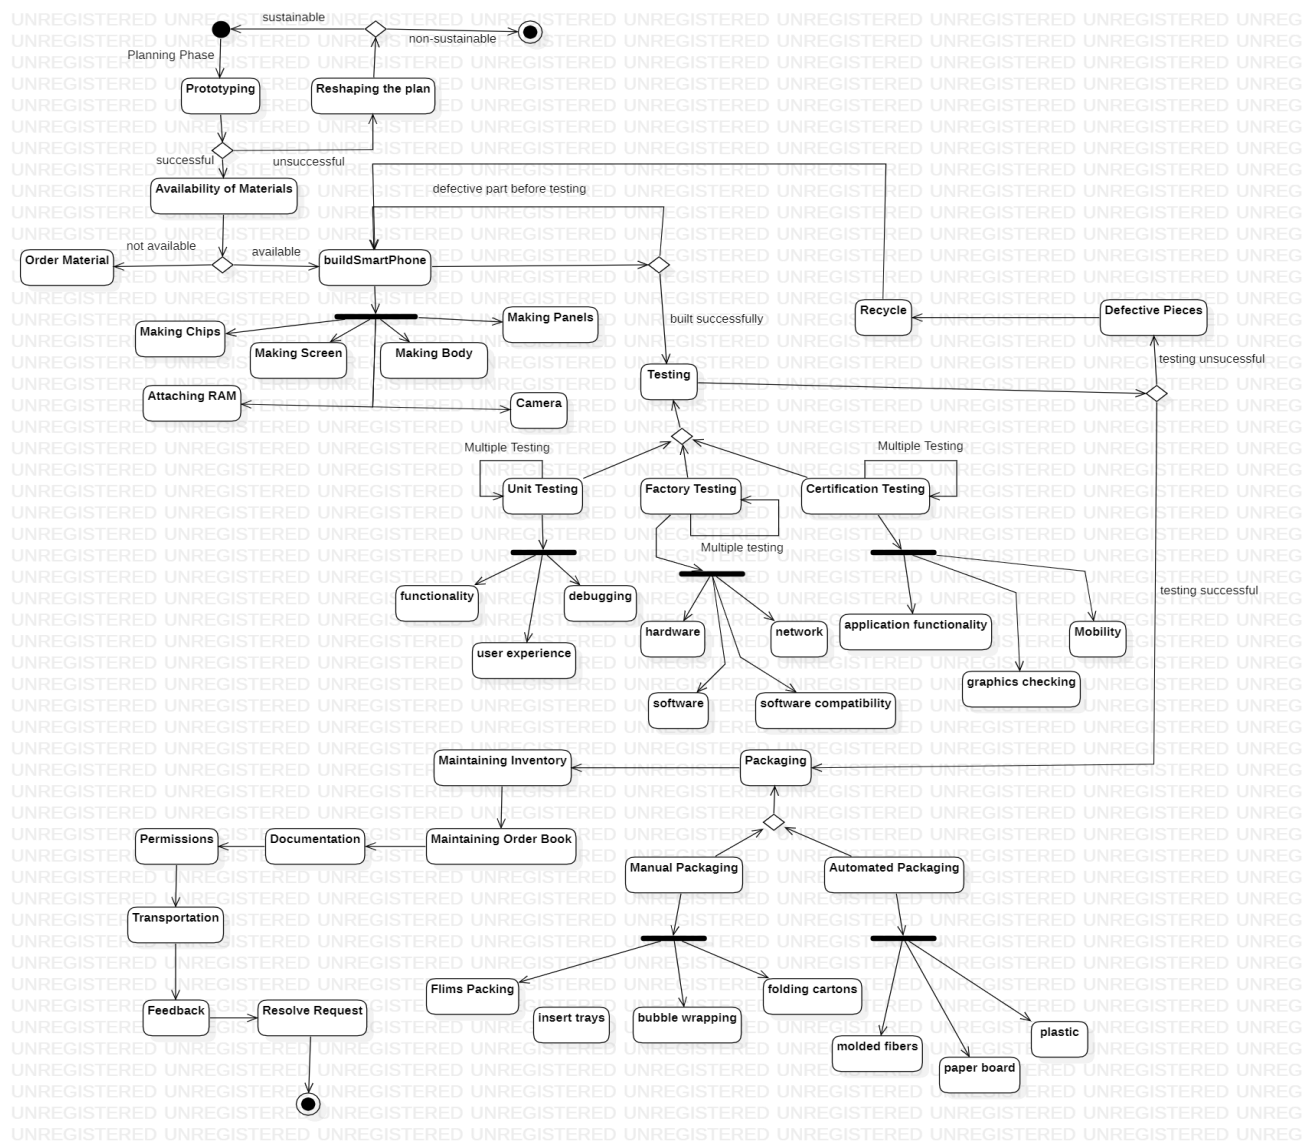 sustainable
non-sustainable
Planning Phase
Prototyping
Reshaping the plan
successful
unsuccessful
Availability of Materials
defective part before testing
not available
available
Order Material
buildSmartPhone
Recycle
Defective Pieces
Making Chips
Making Panels
built successfully
Making Screen
Making Body
testing unsucessful
Testing
Attaching RAM
Camera
Multiple Testing
Multiple Testing
Unit Testing
Factory Testing
Certification Testing
Multiple testing
functionality
debugging
testing successful
hardware
network
application functionality
Mobility
user experience
graphics checking
software
software compatibility
Maintaining Inventory
Packaging
Permissions
Documentation
Maintaining Order Book
Manual Packaging
Automated Packaging
Transportation
Flims Packing
folding cartons
Feedback
Resolve Request
insert trays
bubble wrapping
plastic
molded fibers
paper board